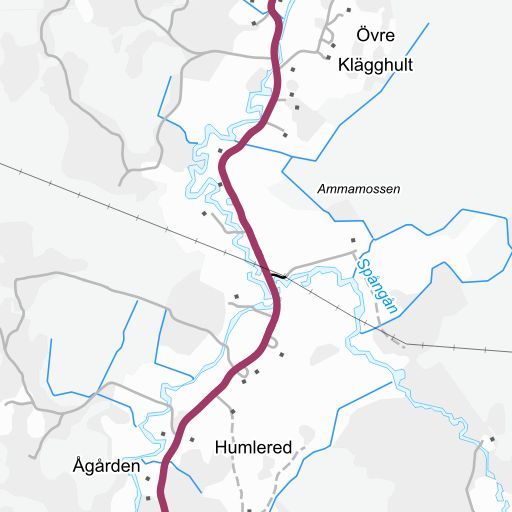 Övre
Klägghult
Ammamossen
Spångån
Humlered
Ågården